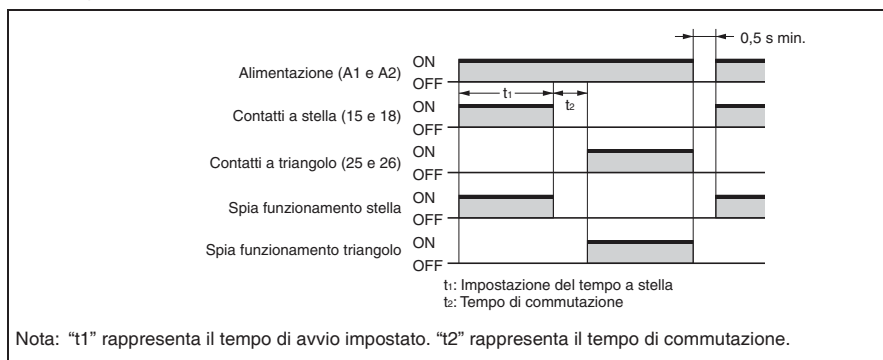 0,5 s min.
Alimentazione (A1 e A2) ON
OFF
t1
t2
Contatti a stella (15 e 18) ON
OFF
Contatti a triangolo (25 e 26) ON
OFF
Spia funzionamento stella ON
OFF
Spia funzionamento triangolo ON
OFF
t1: Impostazione del tempo a stella
t2: Tempo di commutazione
Nota: “t1” rappresenta il tempo di avvio impostato. “t2” rappresenta il tempo di commutazione.